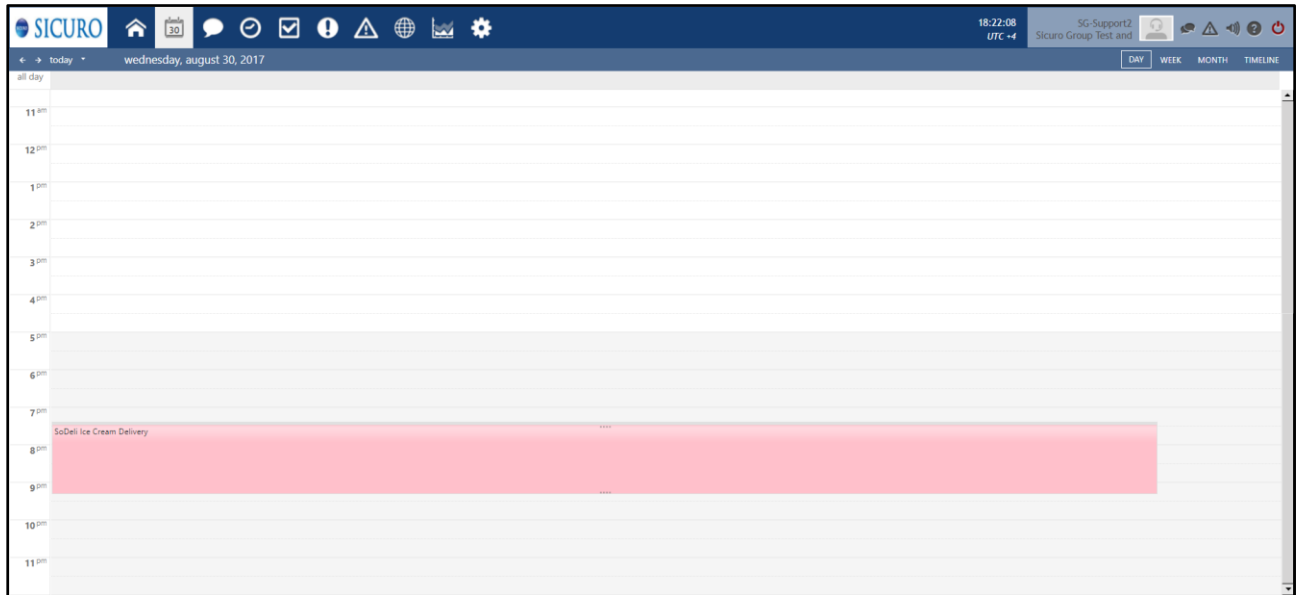 SICURO
30
18:22:08
UTC +4
SG-Support2
Sicuro Group Test and
today
wednesday, august 30, 2017
DAY WEEK MONTH TIMELINE
all day
11 am
12 pm
1 pm
2 pm
3 pm
4 pm
5 pm
6 pm
7 pm
SoDeli Ice Cream Delivery
8 pm
9 pm
10 pm
11 pm